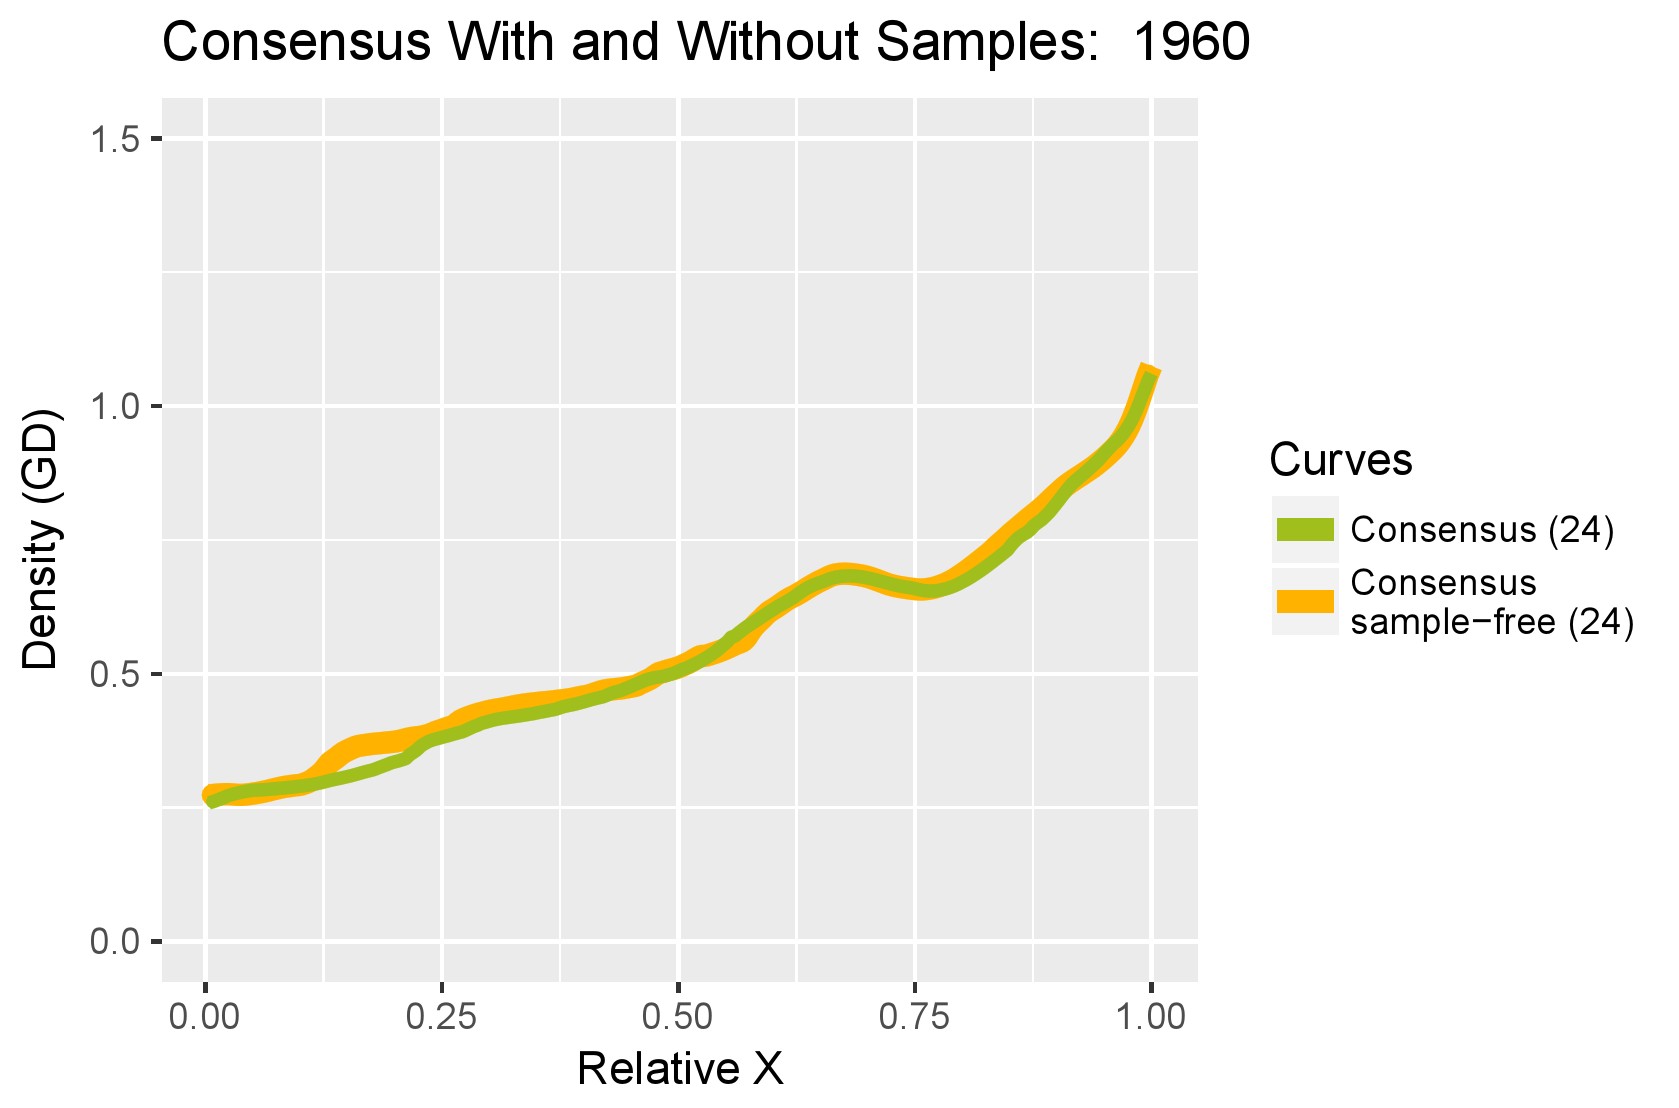 Consensus With and Without Samples:  1960
1.5
1.0
0.5
0.0
Density (GD)
0.00 0.25 0.50 0.75 1.00
Relative X
Curves
Consensus (24)
Consensus
sample−free (24)